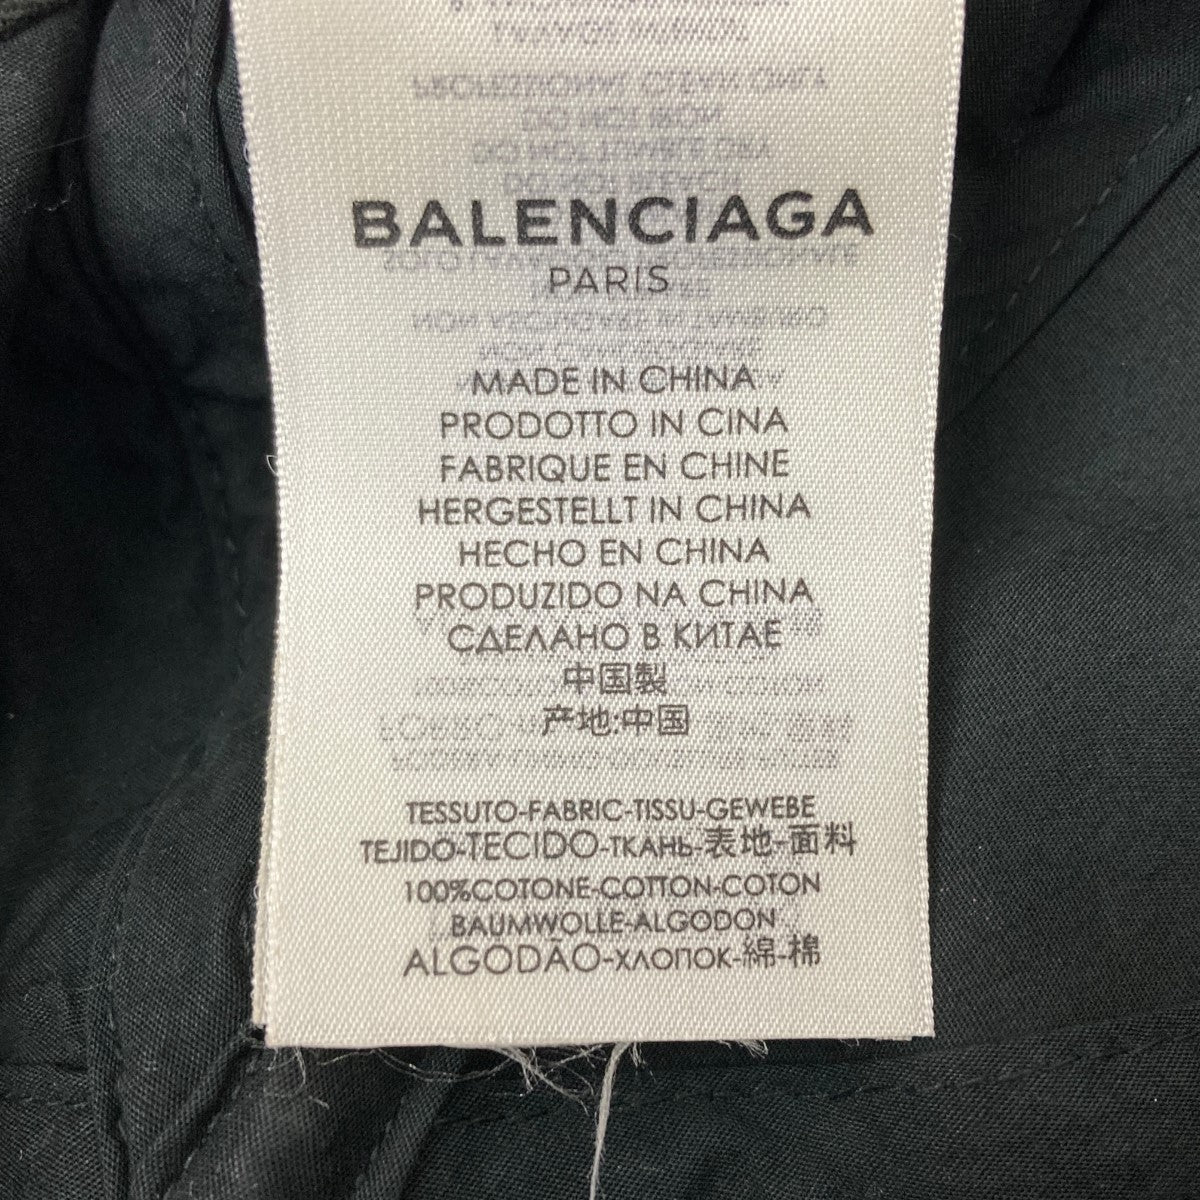 BALENCIAGA
PARIS
MADE IN CHINA
PRODOTTO IN CINA
FABRIQUE EN CHINE
HERGESTELLT IN CHINA
HECHO EN CHINA
PRODUZIDO NA CHINA
СДЕЛАНО В КИТАЕ
中国製
产地:中国
TESSUTO-FABRIC-TISSU-GEWEBE
TEJIDO-TECIDO-ТКАНЬ-表地-面料
100%COTONE-COTTON-COTON
BAUMWOLLE-ALGODON
ALGODÃO-ХЛОПОК-綿-棉